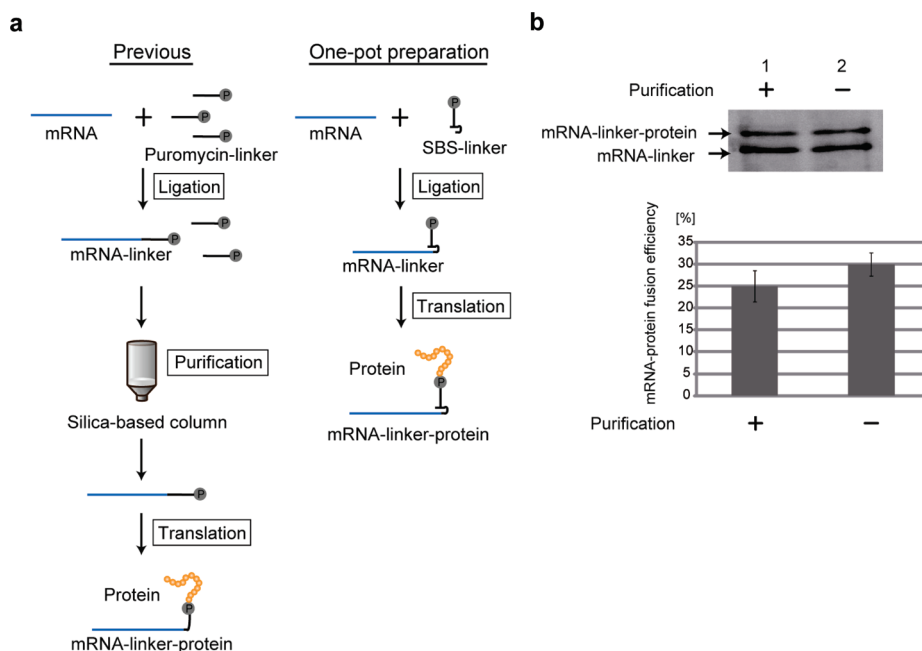 a
Previous
P
P
P
mRNA
+
Puromycin-linker
Ligation
P
P
P
mRNA-linker
Purification
Silica-based column
P
Translation
Protein
P
mRNA-linker-protein
One-pot preparation
P
mRNA
+
SBS-linker
Ligation
P
mRNA-linker
Translation
Protein
P
mRNA-linker-protein
b
1 2
Purification + −
mRNA-linker-protein
mRNA-linker
[%]
mRNA-protein fusion efficiency
35
30
25
20
15
10
5
0
Purification + −